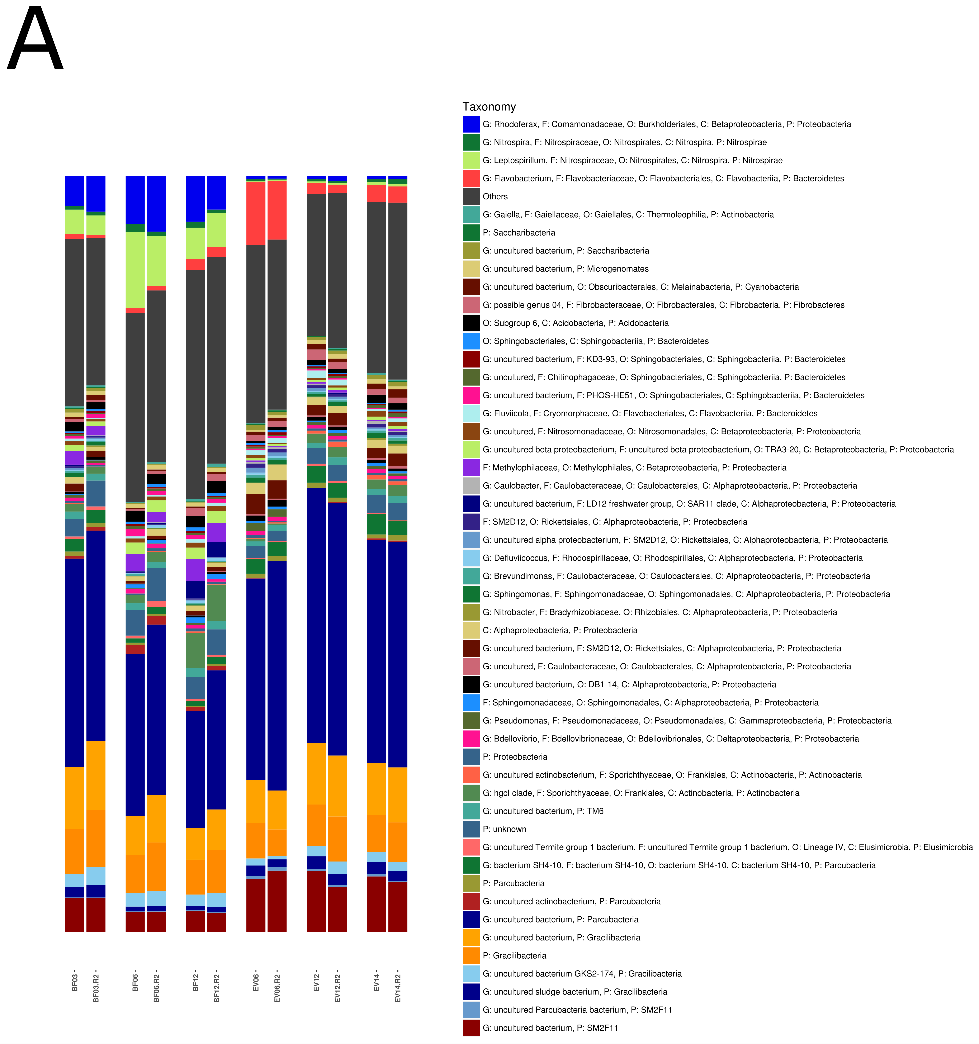 A
Taxonomy
G: Rhodoferax, F: Comamonadaceae, O: Burkholderiales, C: Betaproteobacteria, P: Proteobacteria
G: Nitrospira, F: Nitrospiraceae, O: Nitrospirales, C: Nitrospira, P: Nitrospirae
G: Leptospirillum, F: Nitrospiraceae, O: Nitrospirales, C: Nitrospira, P: Nitrospirae
G: Flavobacterium, F: Flavobacteriaceae, O: Flavobacteriales, C: Flavobacteriia, P: Bacteroidetes
Others
G: Gaiella, F: Gaiellaceae, O: Gaiellales, C: Thermoleophilia, P: Actinobacteria
P: Saccharibacteria
G: uncultured bacterium, P: Saccharibacteria
G: uncultured bacterium, P: Microgenomates
G: uncultured bacterium, O: Obscuribacterales, C: Melainabacteria, P: Cyanobacteria
G: possible genus 04, F: Fibrobacteraceae, O: Fibrobacterales, C: Fibrobacteria, P: Fibrobacteres
O: Subgroup 6, C: Acidobacteria, P: Acidobacteria
O: Sphingobacteriales, C: Sphingobacteriia, P: Bacteroidetes
G: uncultured bacterium, F: KD3-93, O: Sphingobacteriales, C: Sphingobacteriia, P: Bacteroidetes
G: uncultured, F: Chitinophagaceae, O: Sphingobacteriales, C: Sphingobacteriia, P: Bacteroidetes
G: uncultured bacterium, F: PHOS-HE51, O: Sphingobacteriales, C: Sphingobacteriia, P: Bacteroidetes
G: Fluviicola, F: Cryomorphaceae, O: Flavobacteriales, C: Flavobacteriia, P: Bacteroidetes
G: uncultured, F: Nitrosomonadaceae, O: Nitrosomonadales, C: Betaproteobacteria, P: Proteobacteria
G: uncultured beta proteobacterium, F: uncultured beta proteobacterium, O: TRA3-20, C: Betaproteobacteria, P: Proteobacteria
F: Methylophilaceae, O: Methylophilales, C: Betaproteobacteria, P: Proteobacteria
G: Caulobacter, F: Caulobacteraceae, O: Caulobacterales, C: Alphaproteobacteria, P: Proteobacteria
G: uncultured bacterium, F: LD12 freshwater group, O: SAR11 clade, C: Alphaproteobacteria, P: Proteobacteria
F: SM2D12, O: Rickettsiales, C: Alphaproteobacteria, P: Proteobacteria
G: uncultured alpha proteobacterium, F: SM2D12, O: Rickettsiales, C: Alphaproteobacteria, P: Proteobacteria
G: Defluviicoccus, F: Rhodospirillaceae, O: Rhodospirillales, C: Alphaproteobacteria, P: Proteobacteria
G: Brevundimonas, F: Caulobacteraceae, O: Caulobacterales, C: Alphaproteobacteria, P: Proteobacteria
G: Sphingomonas, F: Sphingomonadaceae, O: Sphingomonadales, C: Alphaproteobacteria, P: Proteobacteria
G: Nitrobacter, F: Bradyrhizobiaceae, O: Rhizobiales, C: Alphaproteobacteria, P: Proteobacteria
C: Alphaproteobacteria, P: Proteobacteria
G: uncultured bacterium, F: SM2D12, O: Rickettsiales, C: Alphaproteobacteria, P: Proteobacteria
G: uncultured, F: Caulobacteraceae, O: Caulobacterales, C: Alphaproteobacteria, P: Proteobacteria
G: uncultured bacterium, O: DB1-14, C: Alphaproteobacteria, P: Proteobacteria
F: Sphingomonadaceae, O: Sphingomonadales, C: Alphaproteobacteria, P: Proteobacteria
G: Pseudomonas, F: Pseudomonadaceae, O: Pseudomonadales, C: Gammaproteobacteria, P: Proteobacteria
G: Bdellovibrio, F: Bdellovibrionaceae, O: Bdellovibrionales, C: Deltaproteobacteria, P: Proteobacteria
P: Proteobacteria
G: uncultured actinobacterium, F: Sporichthyaceae, O: Frankiales, C: Actinobacteria, P: Actinobacteria
G: hgcI clade, F: Sporichthyaceae, O: Frankiales, C: Actinobacteria, P: Actinobacteria
G: uncultured bacterium, P: TM6
P: unknown
G: uncultured Termite group 1 bacterium, F: uncultured Termite group 1 bacterium, O: Lineage IV, C: Elusimicrobia, P: Elusimicrobia
G: bacterium SH4-10, F: bacterium SH4-10, O: bacterium SH4-10, C: bacterium SH4-10, P: Parcubacteria
P: Parcubacteria
G: uncultured actinobacterium, P: Parcubacteria
G: uncultured bacterium, P: Parcubacteria
G: uncultured bacterium, P: Gracilibacteria
P: Gracilibacteria
G: uncultured bacterium GKS2-174, P: Gracilibacteria
G: uncultured sludge bacterium, P: Gracilibacteria
G: uncultured Parcubacteria bacterium, P: SM2F11
G: uncultured bacterium, P: SM2F11
BF03 -
BF03.R2 -
BF06 -
BF06.R2 -
BF12 -
BF12.R2 -
EV06 -
EV06.R2 -
EV12 -
EV12.R2 -
EV14 -
EV14.R2 -